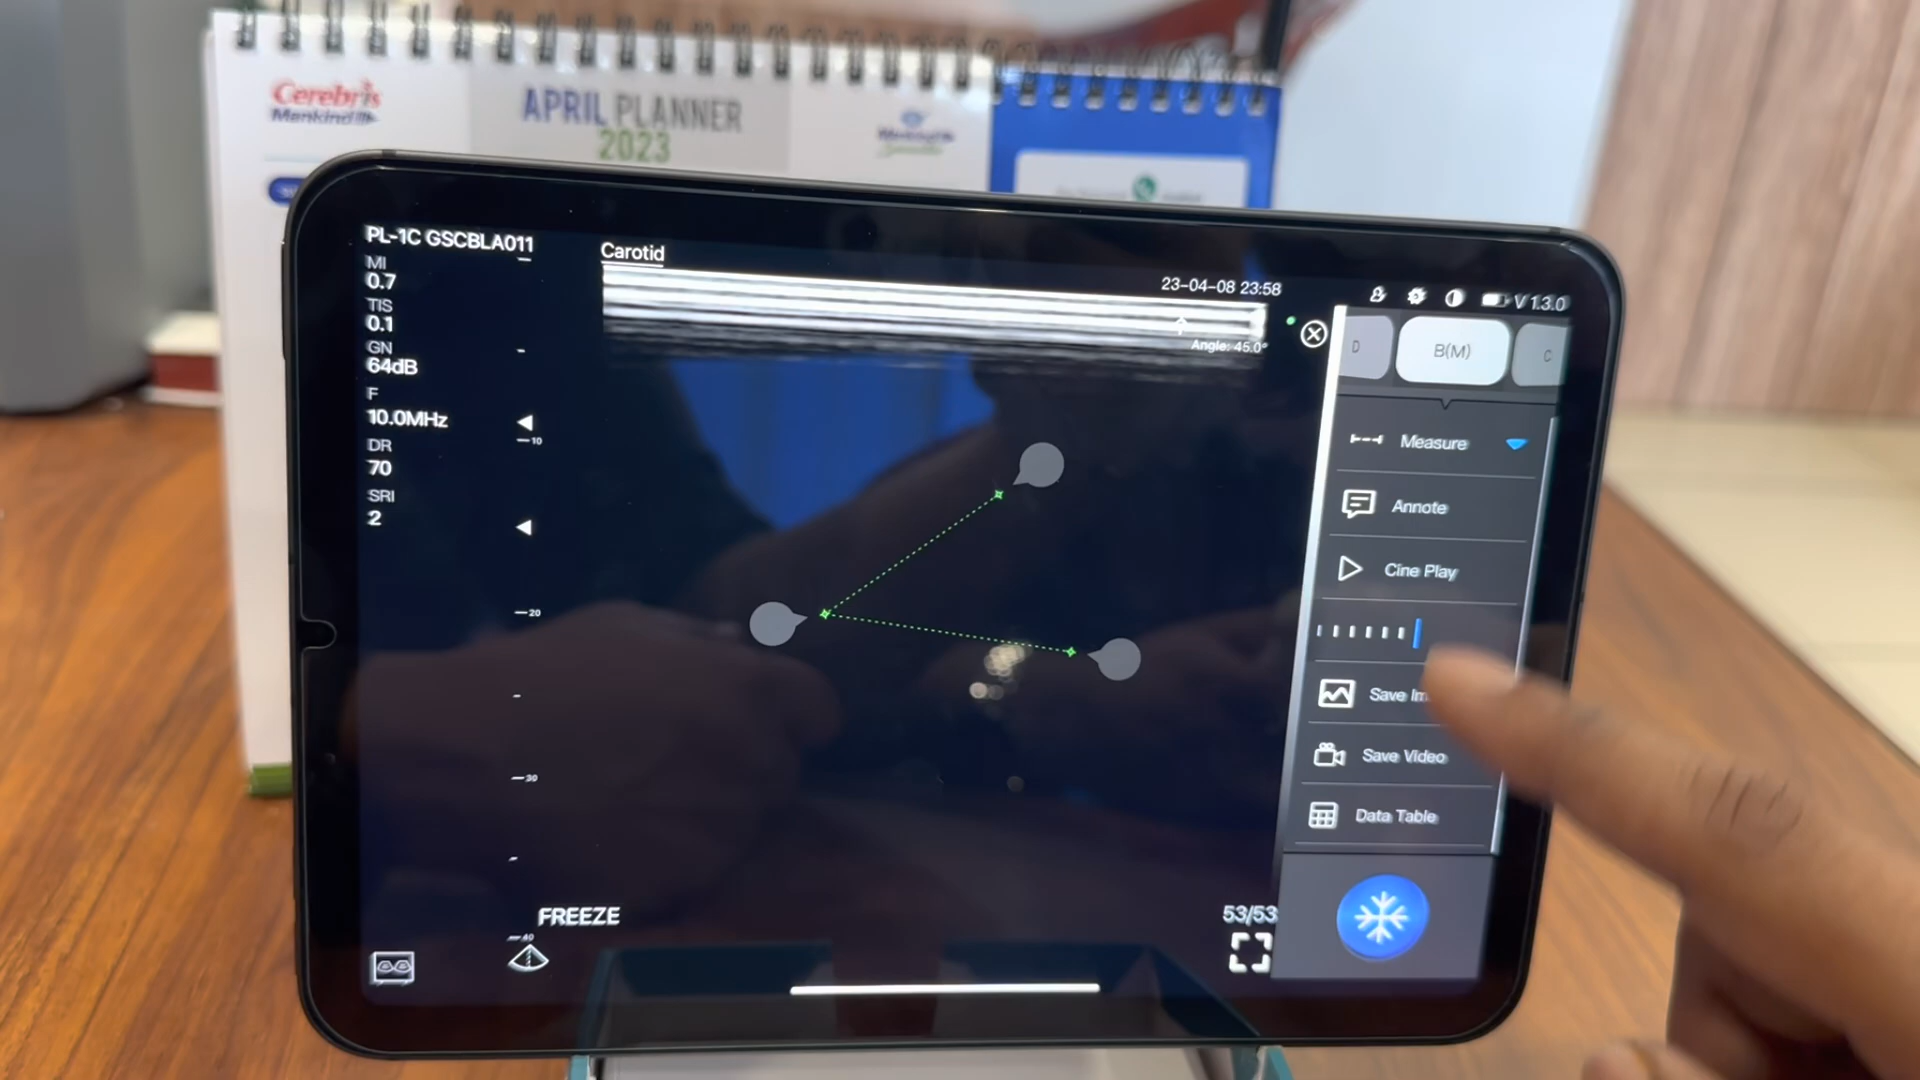 Cerebris
Mankind
APRIL PLANNER
2023
PL-1C GSCBLA011
MI
0.7
TIS
0.1
GN
64dB
F
10.0MHz
DR
70
SRI
2
Carotid
23-04-08 23:58
Angle: 45.0°
V 1.3.0
D
B(M)
C
Measure
Annote
Cine Play
Save Im
Save Video
Data Table
10
20
30
40
FREEZE
53/53